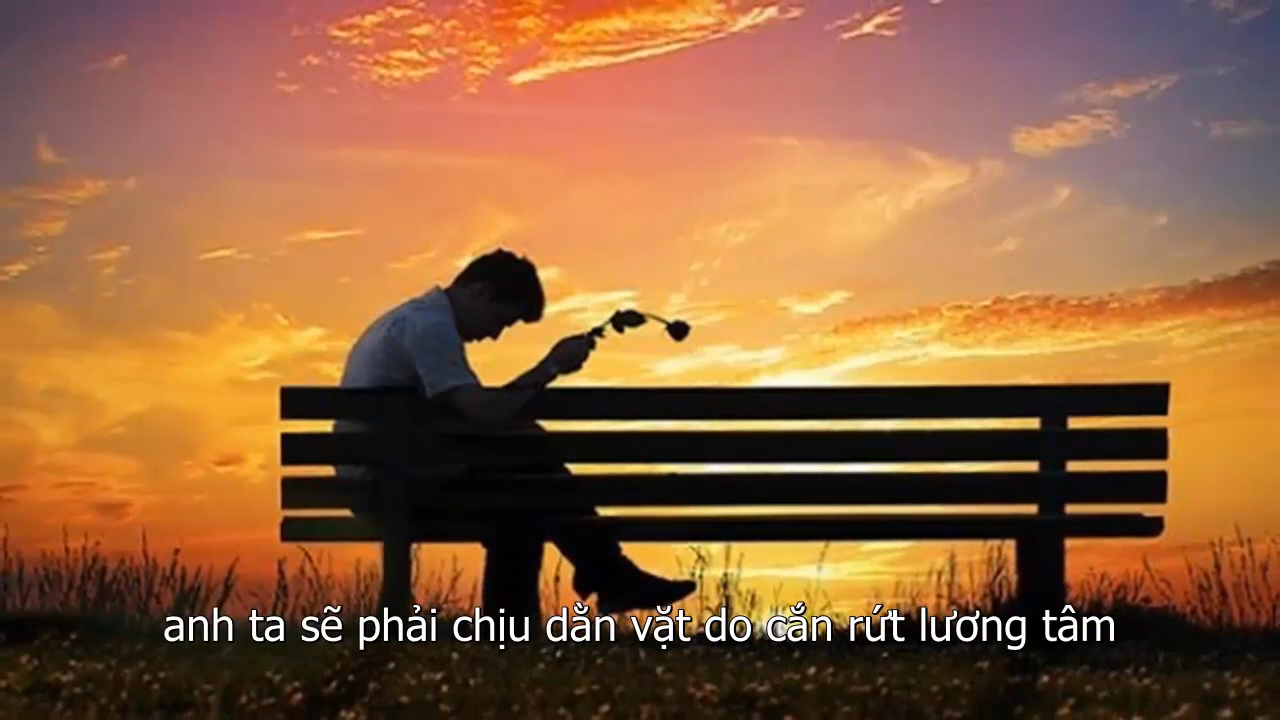 anh ta sẽ phải chịu dằn vặt do cắn rứt lương tâm